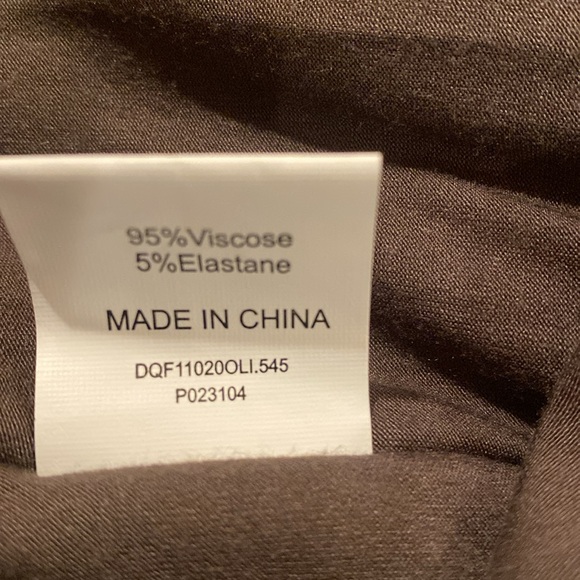 95%Viscose
5%Elastane
MADE IN CHINA
DQF11020OLI.545
P023104